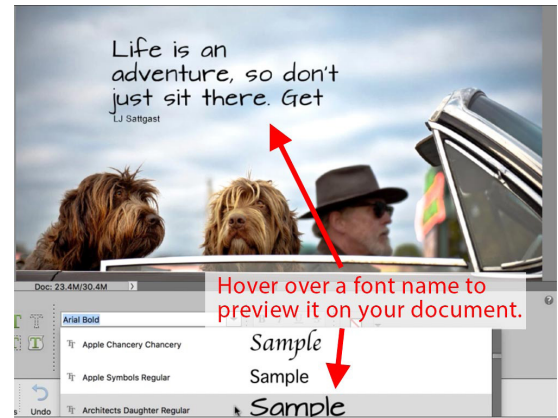 Life is an
adventure, so don't
just sit there. Get
LJ Sattgast
Doc: 23.4M/30.4M
Hover over a font name to
preview it on your document.
Arial Bold
Apple Chancery Chancery Sample
Apple Symbols Regular Sample
Undo Architects Daughter Regular Sample